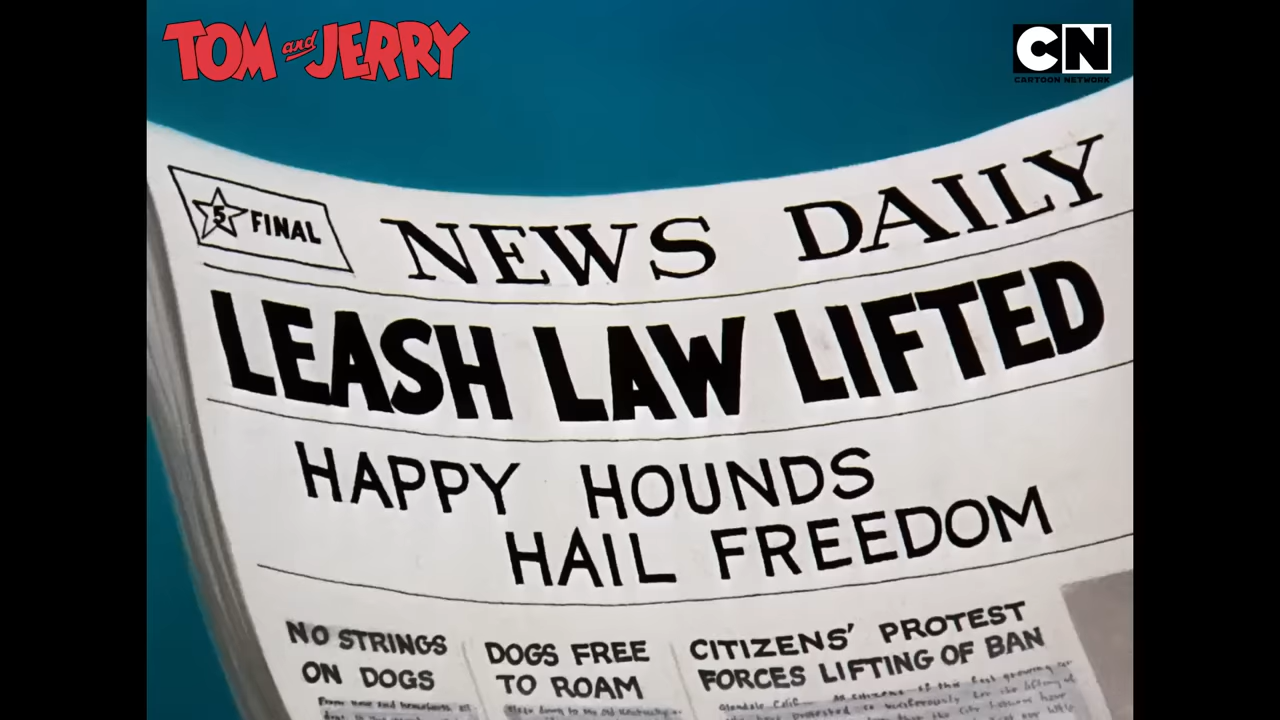 TOM and JERRY
CN
CARTOON NETWORK
5 FINAL
NEWS DAILY
LEASH LAW LIFTED
HAPPY HOUNDS
HAIL FREEDOM
NO STRINGS
ON DOGS
DOGS FREE
TO ROAM
CITIZENS' PROTEST
FORCES LIFTING OF BAN